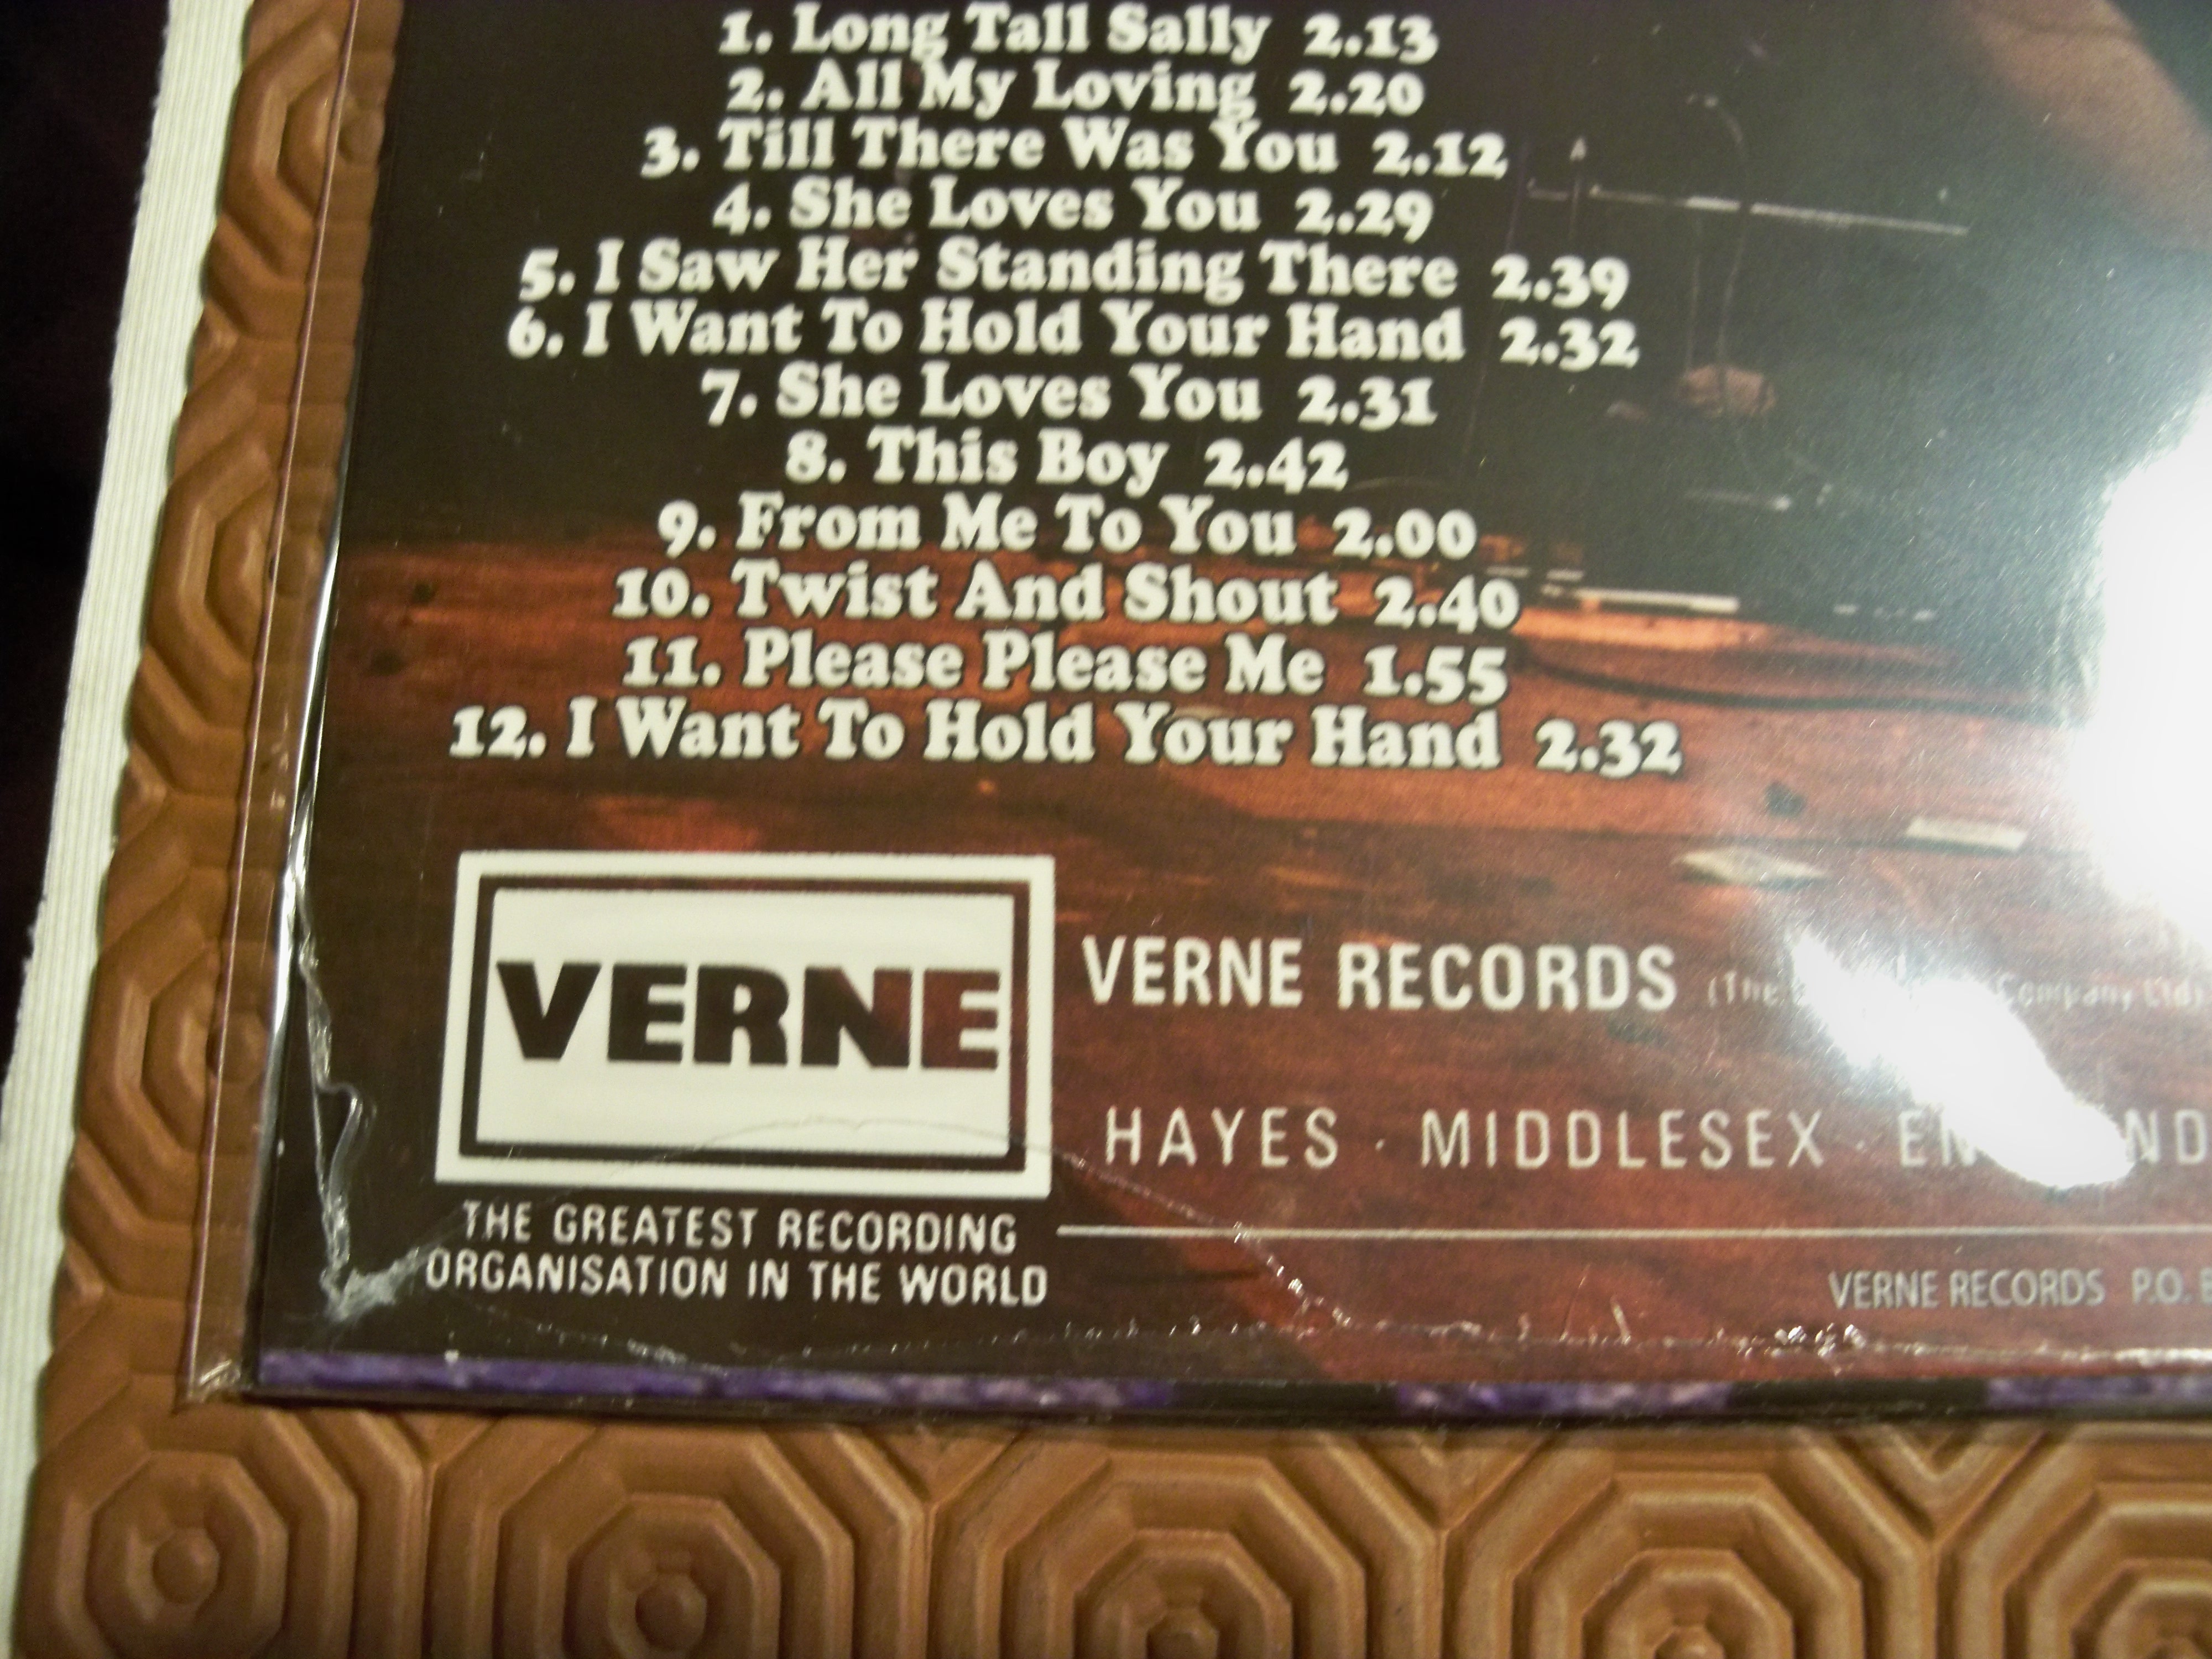 1. Long Tall Sally 2.13
2. All My Loving 2.20
3. Till There Was You 2.12
4. She Loves You 2.29
5. I Saw Her Standing There 2.39
6. I Want To Hold Your Hand 2.32
7. She Loves You 2.31
8. This Boy 2.42
9. From Me To You 2.00
10. Twist And Shout 2.40
11. Please Please Me 1.55
12. I Want To Hold Your Hand 2.32
VERNE
VERNE RECORDS (The Company Ltd)
HAYES · MIDDLESEX ·
THE GREATEST RECORDING
ORGANISATION IN THE WORLD
VERNE RECORDS P.O.